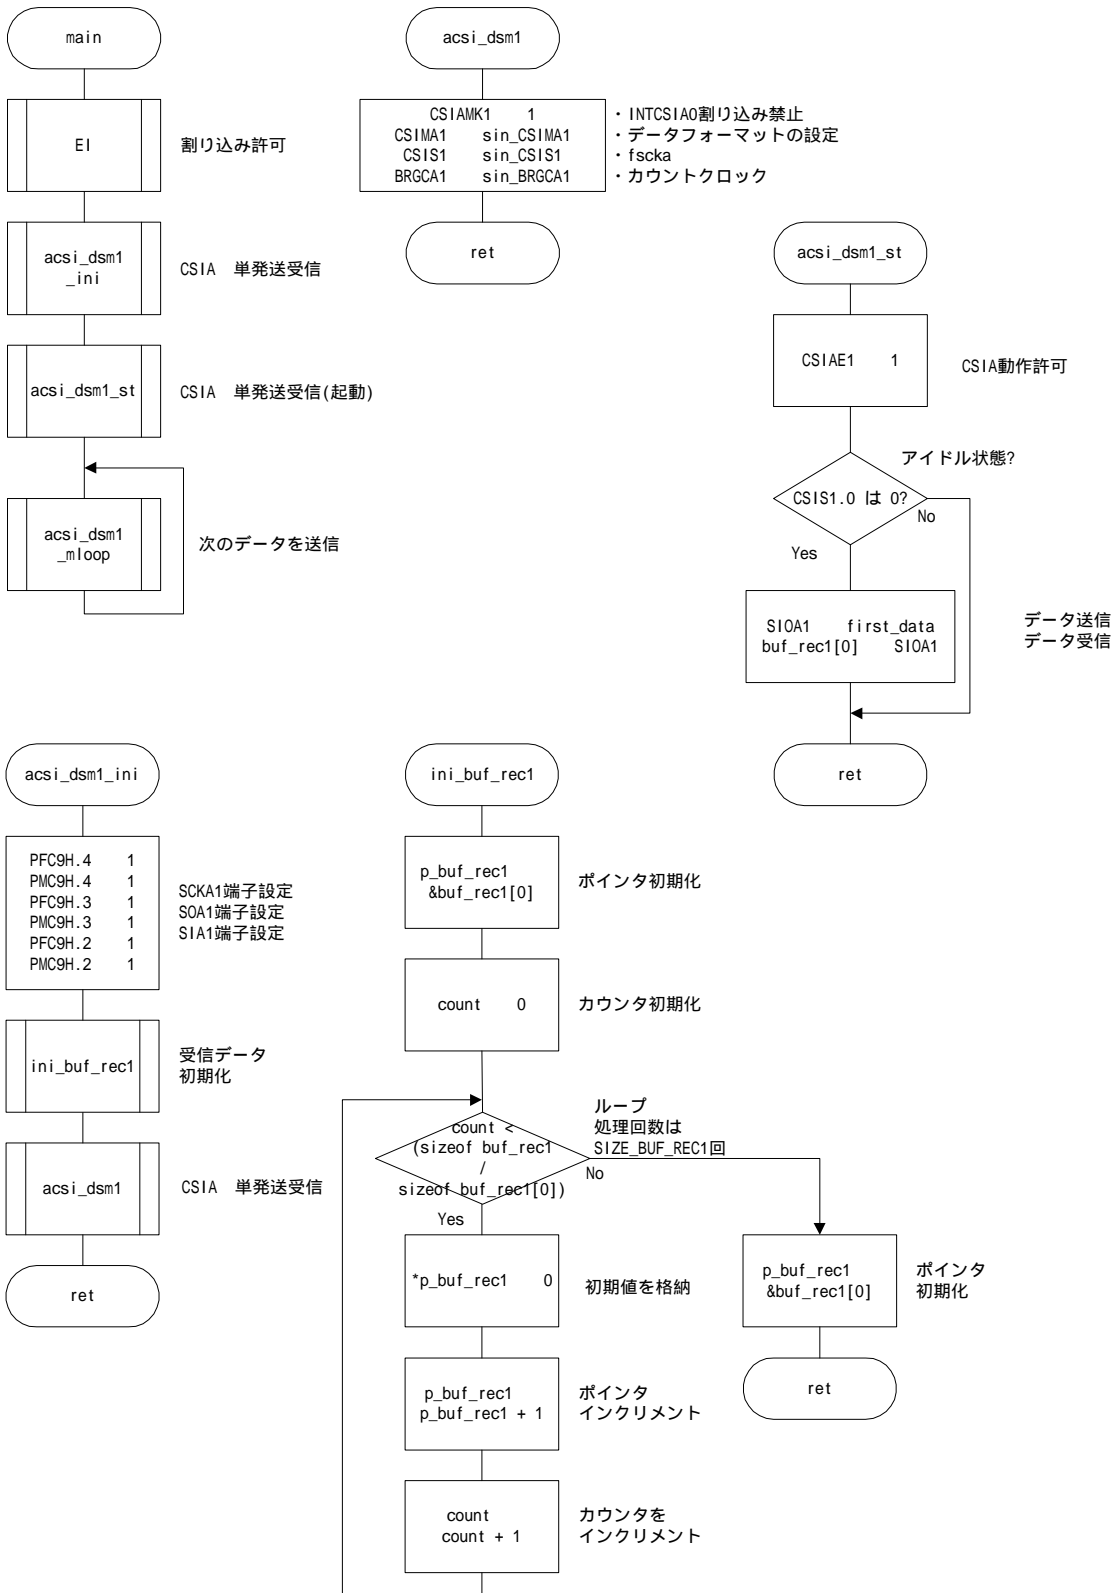 main
EI
割り込み許可
acsi_dsm1
_ini
CSIA 単発送受信
acsi_dsm1_st
CSIA 単発送受信(起動)
acsi_dsm1
_mloop
次のデータを送信
acsi_dsm1
CSIAMK1 1
CSIMA1 sin_CSIMA1
CSIS1 sin_CSIS1
BRGCA1 sin_BRGCA1
・INTCSIA0割り込み禁止
・データフォーマットの設定
・fscka
・カウントクロック
ret
acsi_dsm1_st
CSIAE1 1
CSIA動作許可
アイドル状態?
CSIS1.0 は 0?
No
Yes
SIOA1 first_data
buf_rec1[0] SIOA1
データ送信
データ受信
ret
acsi_dsm1_ini
PFC9H.4 1
PMC9H.4 1
PFC9H.3 1
PMC9H.3 1
PFC9H.2 1
PMC9H.2 1
SCKA1端子設定
SOA1端子設定
SIA1端子設定
ini_buf_rec1
受信データ
初期化
acsi_dsm1
CSIA 単発送受信
ret
ini_buf_rec1
p_buf_rec1
&buf_rec1[0]
ポインタ初期化
count 0
カウンタ初期化
count <
(sizeof buf_rec1
/
sizeof buf_rec1[0])
ループ
処理回数は
SIZE_BUF_REC1回
No
Yes
*p_buf_rec1 0
初期値を格納
p_buf_rec1
p_buf_rec1 + 1
ポインタ
インクリメント
count
count + 1
カウンタを
インクリメント
p_buf_rec1
&buf_rec1[0]
ポインタ
初期化
ret